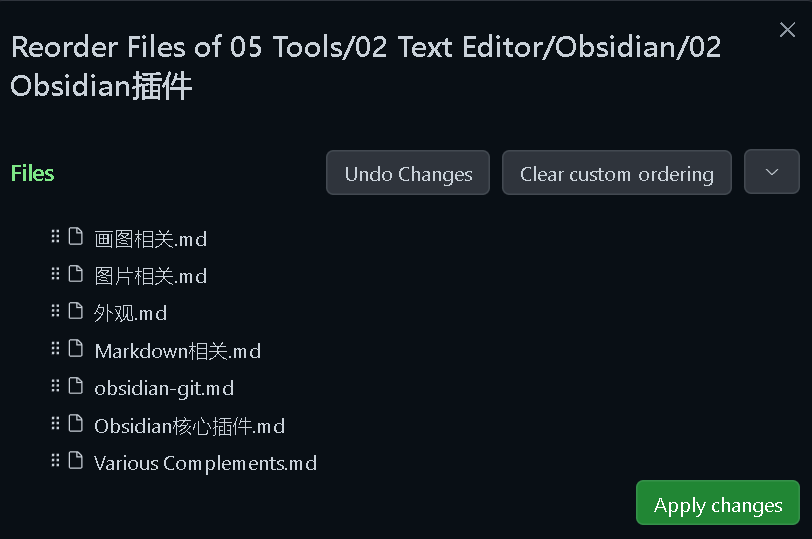 Reorder Files of 05 Tools/02 Text Editor/Obsidian/02
Obsidian插件
Files
Undo Changes
Clear custom ordering
画图相关.md
图片相关.md
外观.md
Markdown相关.md
obsidian-git.md
Obsidian核心插件.md
Various Complements.md
Apply changes